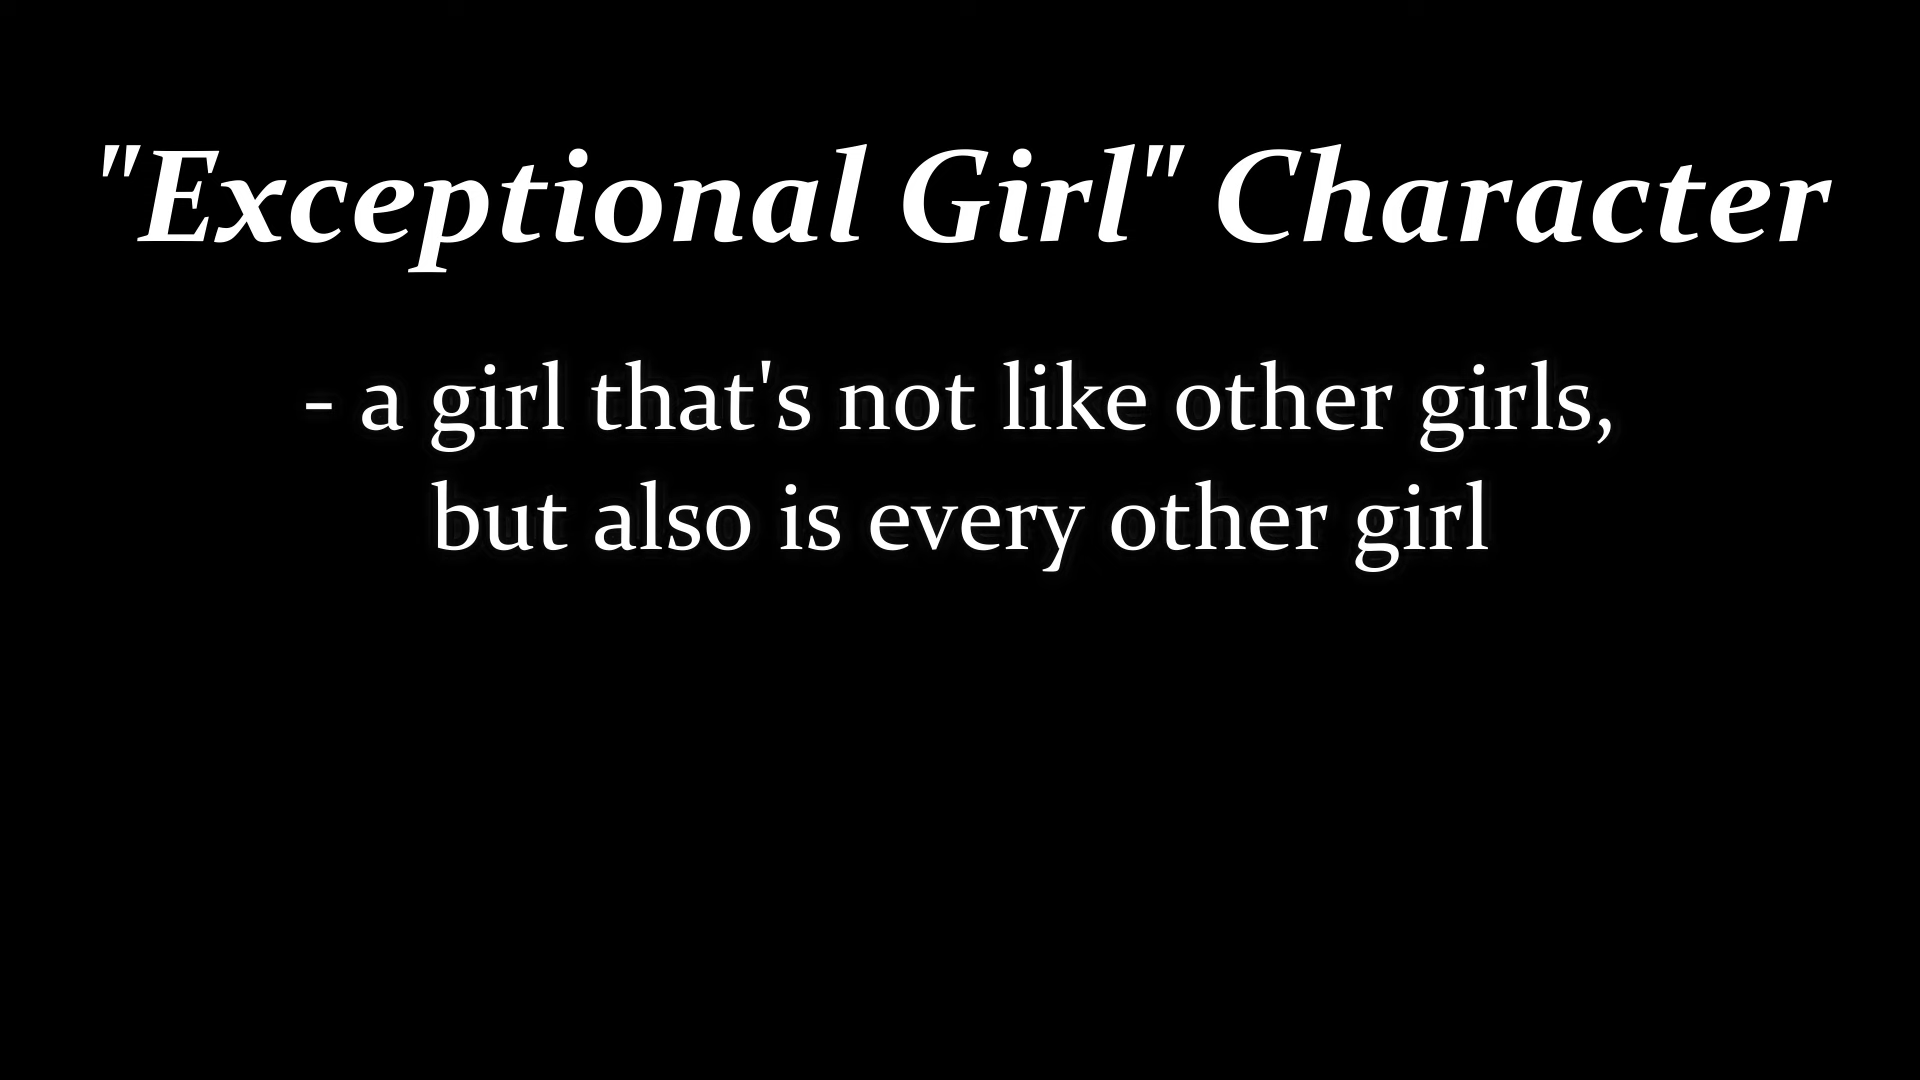 "Exceptional Girl" Character
- a girl that's not like other girls,
but also is every other girl